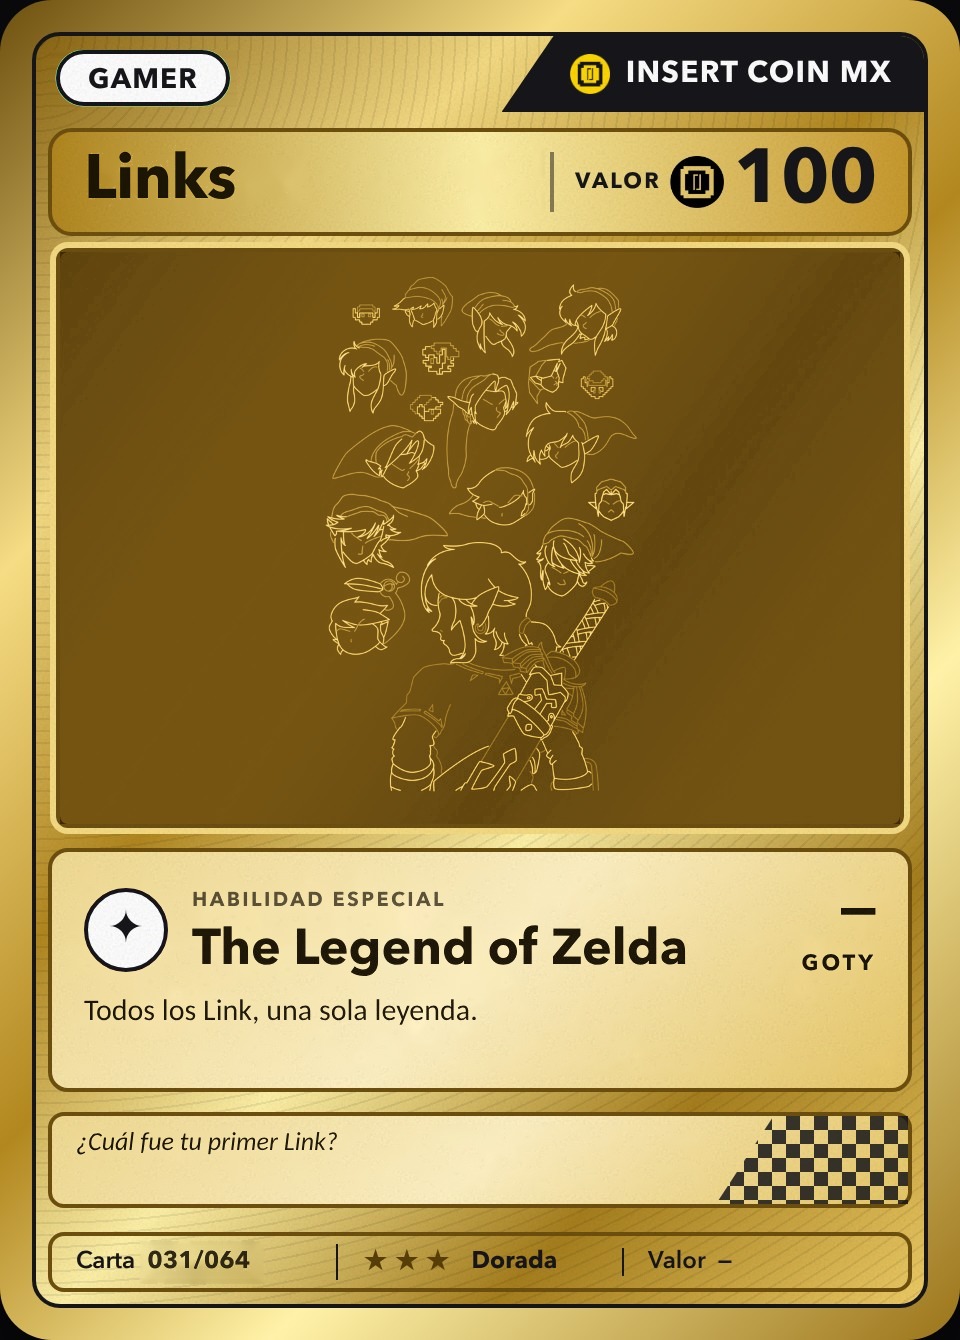 GAMER
INSERT COIN MX
Links
VALOR 100
HABILIDAD ESPECIAL
The Legend of Zelda
—
GOTY
Todos los Link, una sola leyenda.
¿Cuál fue tu primer Link?
Carta 031/064 ★★★ Dorada Valor –